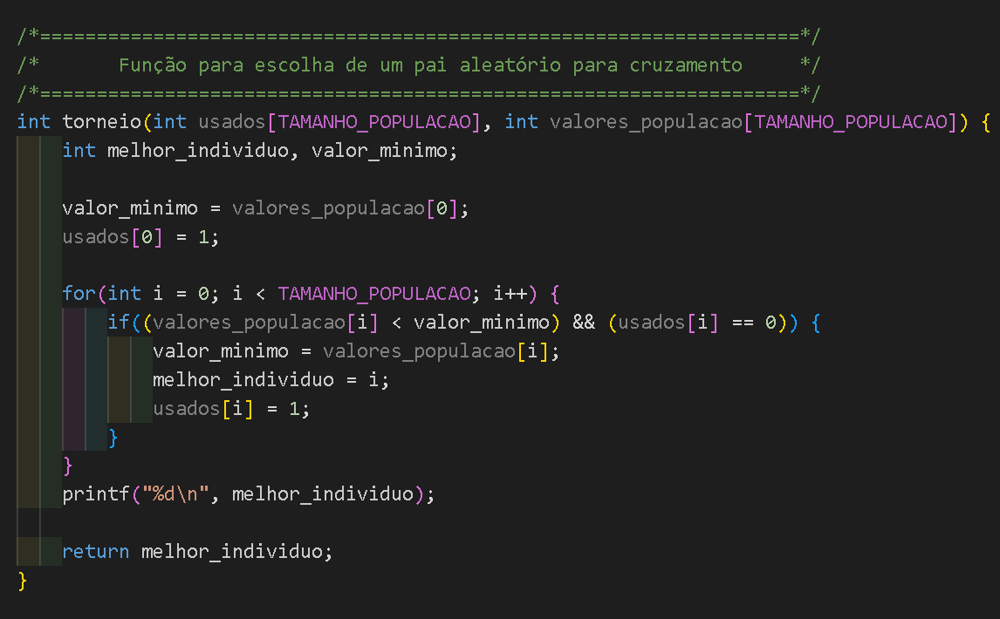 /*===================================================================*/
/*       Função para escolha de um pai aleatório para cruzamento     */
/*===================================================================*/
int torneio(int usados[TAMANHO_POPULACAO], int valores_populacao[TAMANHO_POPULACAO]) {
    int melhor_individuo, valor_minimo;

    valor_minimo = valores_populacao[0];
    usados[0] = 1;

    for(int i = 0; i < TAMANHO_POPULACAO; i++) {
        if((valores_populacao[i] < valor_minimo) && (usados[i] == 0)) {
            valor_minimo = valores_populacao[i];
            melhor_individuo = i;
            usados[i] = 1;
        }
    }
    printf("%d\n", melhor_individuo);

    return melhor_individuo;
}